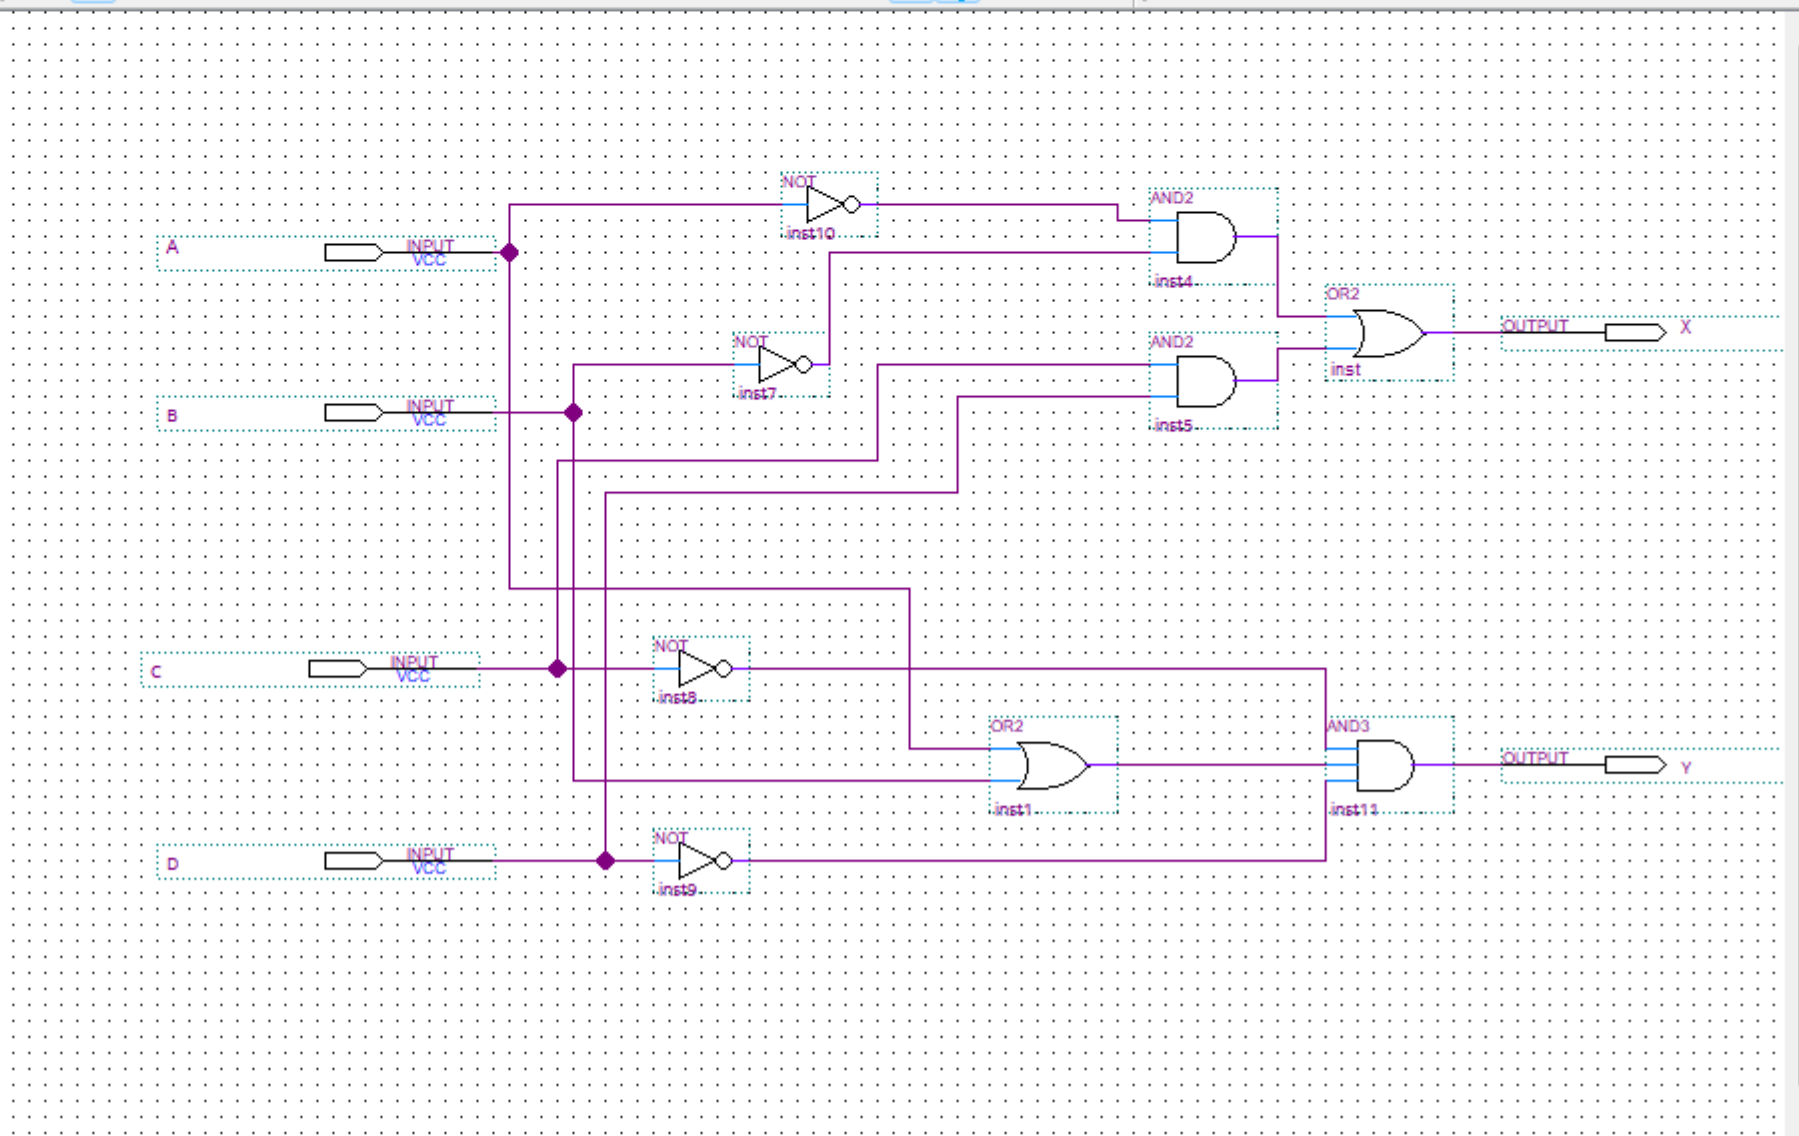 NOT
inst10
AND2
inst4
A
INPUT
VCC
OR2
inst
OUTPUT
X
NOT
inst7
AND2
inst5
B
INPUT
VCC
C
INPUT
VCC
NOT
inst8
OR2
inst1
AND3
inst11
OUTPUT
Y
D
INPUT
VCC
NOT
inst9